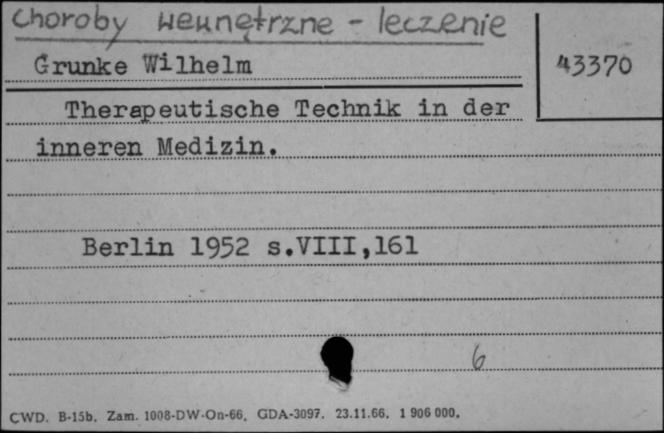 choroby wewnętrzne - leczenie
43370
Grunke Wilhelm
Therapeutische Technik in der
inneren Medizin.
Berlin 1952 s.VIII,161
6
CWD. B-15b. Zam. 1008-DW-On-66. GDA-3097. 23.11.66. 1 906 000.